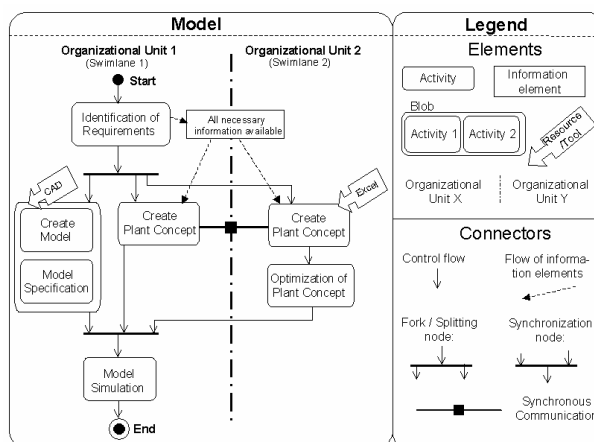 Model
Organizational Unit 1
(Swimlane 1)
Organizational Unit 2
(Swimlane 2)
Start
Identification of
Requirements
All necessary
information available
CAD
Excel
Create
Model
Create
Plant Concept
Create
Plant Concept
Model
Specification
Optimization of
Plant Concept
Model
Simulation
End
Legend
Elements
Activity
Information
element
Blob
Activity 1
Activity 2
Resource
/Tool
Organizational
Unit X
Organizational
Unit Y
Connectors
Control flow
Flow of informa-
tion elements
Fork / Splitting
node:
Synchronization
node:
Synchronous
Communication